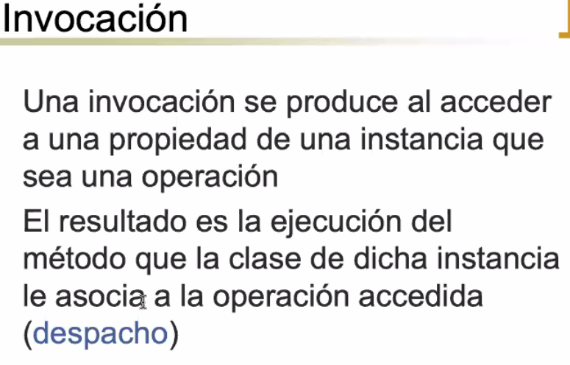 Invocación
Una invocación se produce al acceder
a una propiedad de una instancia que
sea una operación
El resultado es la ejecución del
método que la clase de dicha instancia
le asocia a la operación accedida
(despacho)